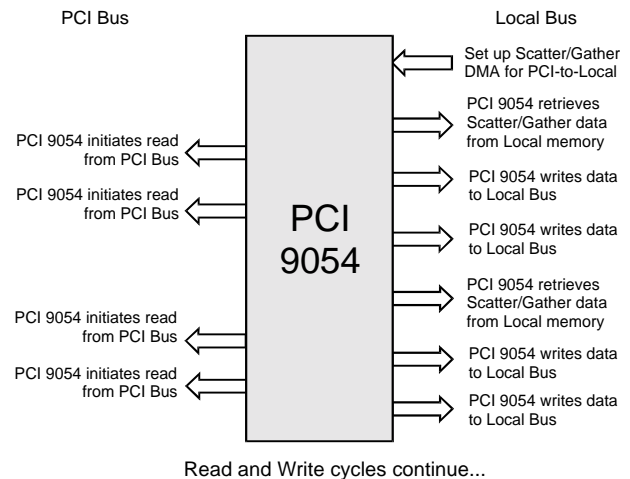 PCI Bus
Local Bus
Set up Scatter/Gather
DMA for PCI-to-Local
PCI 9054 retrieves
Scatter/Gather data
from Local memory
PCI 9054 initiates read
from PCI Bus
PCI 9054 writes data
to Local Bus
PCI 9054 initiates read
from PCI Bus
PCI
9054
PCI 9054 writes data
to Local Bus
PCI 9054 retrieves
Scatter/Gather data
from Local memory
PCI 9054 initiates read
from PCI Bus
PCI 9054 writes data
to Local Bus
PCI 9054 initiates read
from PCI Bus
PCI 9054 writes data
to Local Bus
Read and Write cycles continue...